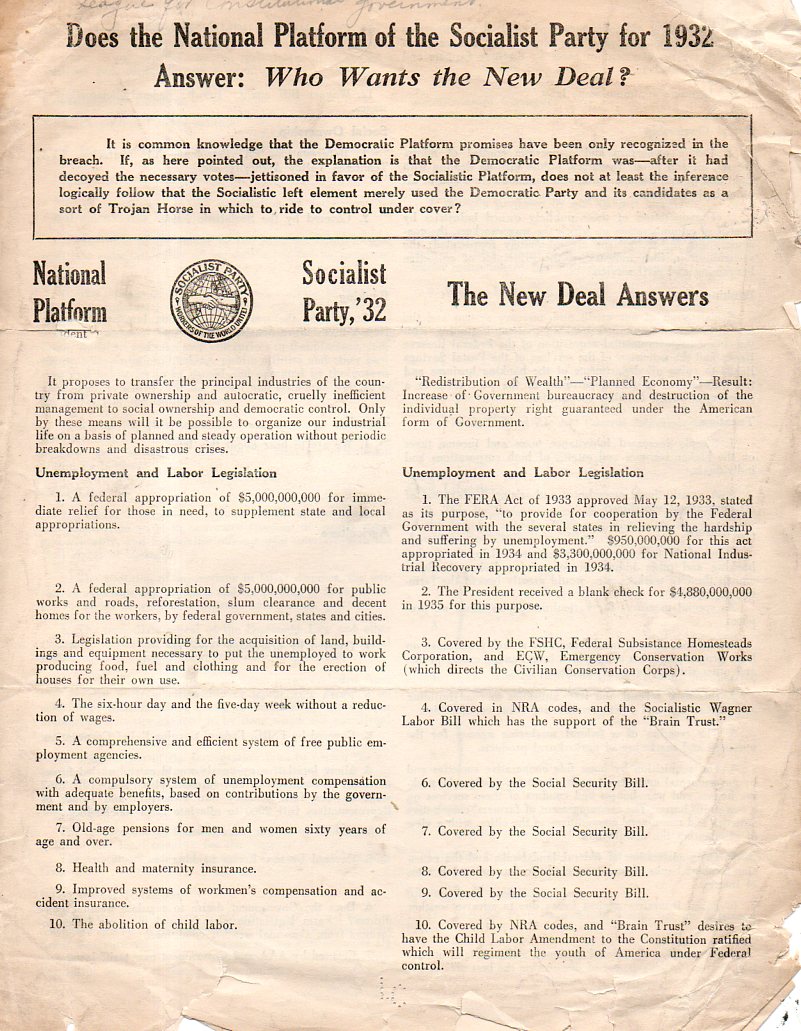 League for Constitutional government.
Does the National Platform of the Socialist Party for 1932
Answer: Who Wants the New Deal?
It is common knowledge that the Democratic Platform promises have been only recognized in the
breach. If, as here pointed out, the explanation is that the Democratic Platform was—after it had
decoyed the necessary votes—jettisoned in favor of the Socialistic Platform, does not at least the inference
logically follow that the Socialistic left element merely used the Democratic Party and its candidates as a
sort of Trojan Horse in which to ride to control under cover?
National
Platform
SOCIALIST PARTY
WORKERS OF THE WORLD UNITE
Socialist
Party, '32
The New Deal Answers
It proposes to transfer the principal industries of the coun-
try from private ownership and autocratic, cruelly inefficient
management to social ownership and democratic control. Only
by these means will it be possible to organize our industrial
life on a basis of planned and steady operation without periodic
breakdowns and disastrous crises.
"Redistribution of Wealth"—"Planned Economy"—Result:
Increase of Government bureaucracy and destruction of the
individual property right guaranteed under the American
form of Government.
Unemployment and Labor Legislation
Unemployment and Labor Legislation
1. A federal appropriation of $5,000,000,000 for imme-
diate relief for those in need, to supplement state and local
appropriations.
1. The FERA Act of 1933 approved May 12, 1933, stated
as its purpose, "to provide for cooperation by the Federal
Government with the several states in relieving the hardship
and suffering by unemployment." $950,000,000 for this act
appropriated in 1934 and $3,300,000,000 for National Indus-
trial Recovery appropriated in 1934.
2. A federal appropriation of $5,000,000,000 for public
works and roads, reforestation, slum clearance and decent
homes for the workers, by federal government, states and cities.
2. The President received a blank check for $4,880,000,000
in 1935 for this purpose.
3. Legislation providing for the acquisition of land, build-
ings and equipment necessary to put the unemployed to work
producing food, fuel and clothing and for the erection of
houses for their own use.
3. Covered by the FSHC, Federal Subsistance Homesteads
Corporation, and ECW, Emergency Conservation Works
(which directs the Civilian Conservation Corps).
4. The six-hour day and the five-day week without a reduc-
tion of wages.
4. Covered in NRA codes, and the Socialistic Wagner
Labor Bill which has the support of the "Brain Trust."
5. A comprehensive and efficient system of free public em-
ployment agencies.
6. A compulsory system of unemployment compensation
with adequate benefits, based on contributions by the govern-
ment and by employers.
6. Covered by the Social Security Bill.
7. Old-age pensions for men and women sixty years of
age and over.
7. Covered by the Social Security Bill.
8. Health and maternity insurance.
8. Covered by the Social Security Bill.
9. Improved systems of workmen's compensation and ac-
cident insurance.
9. Covered by the Social Security Bill.
10. The abolition of child labor.
10. Covered by NRA codes, and "Brain Trust" desires to
have the Child Labor Amendment to the Constitution ratified
which will regiment the youth of America under Federal
control.